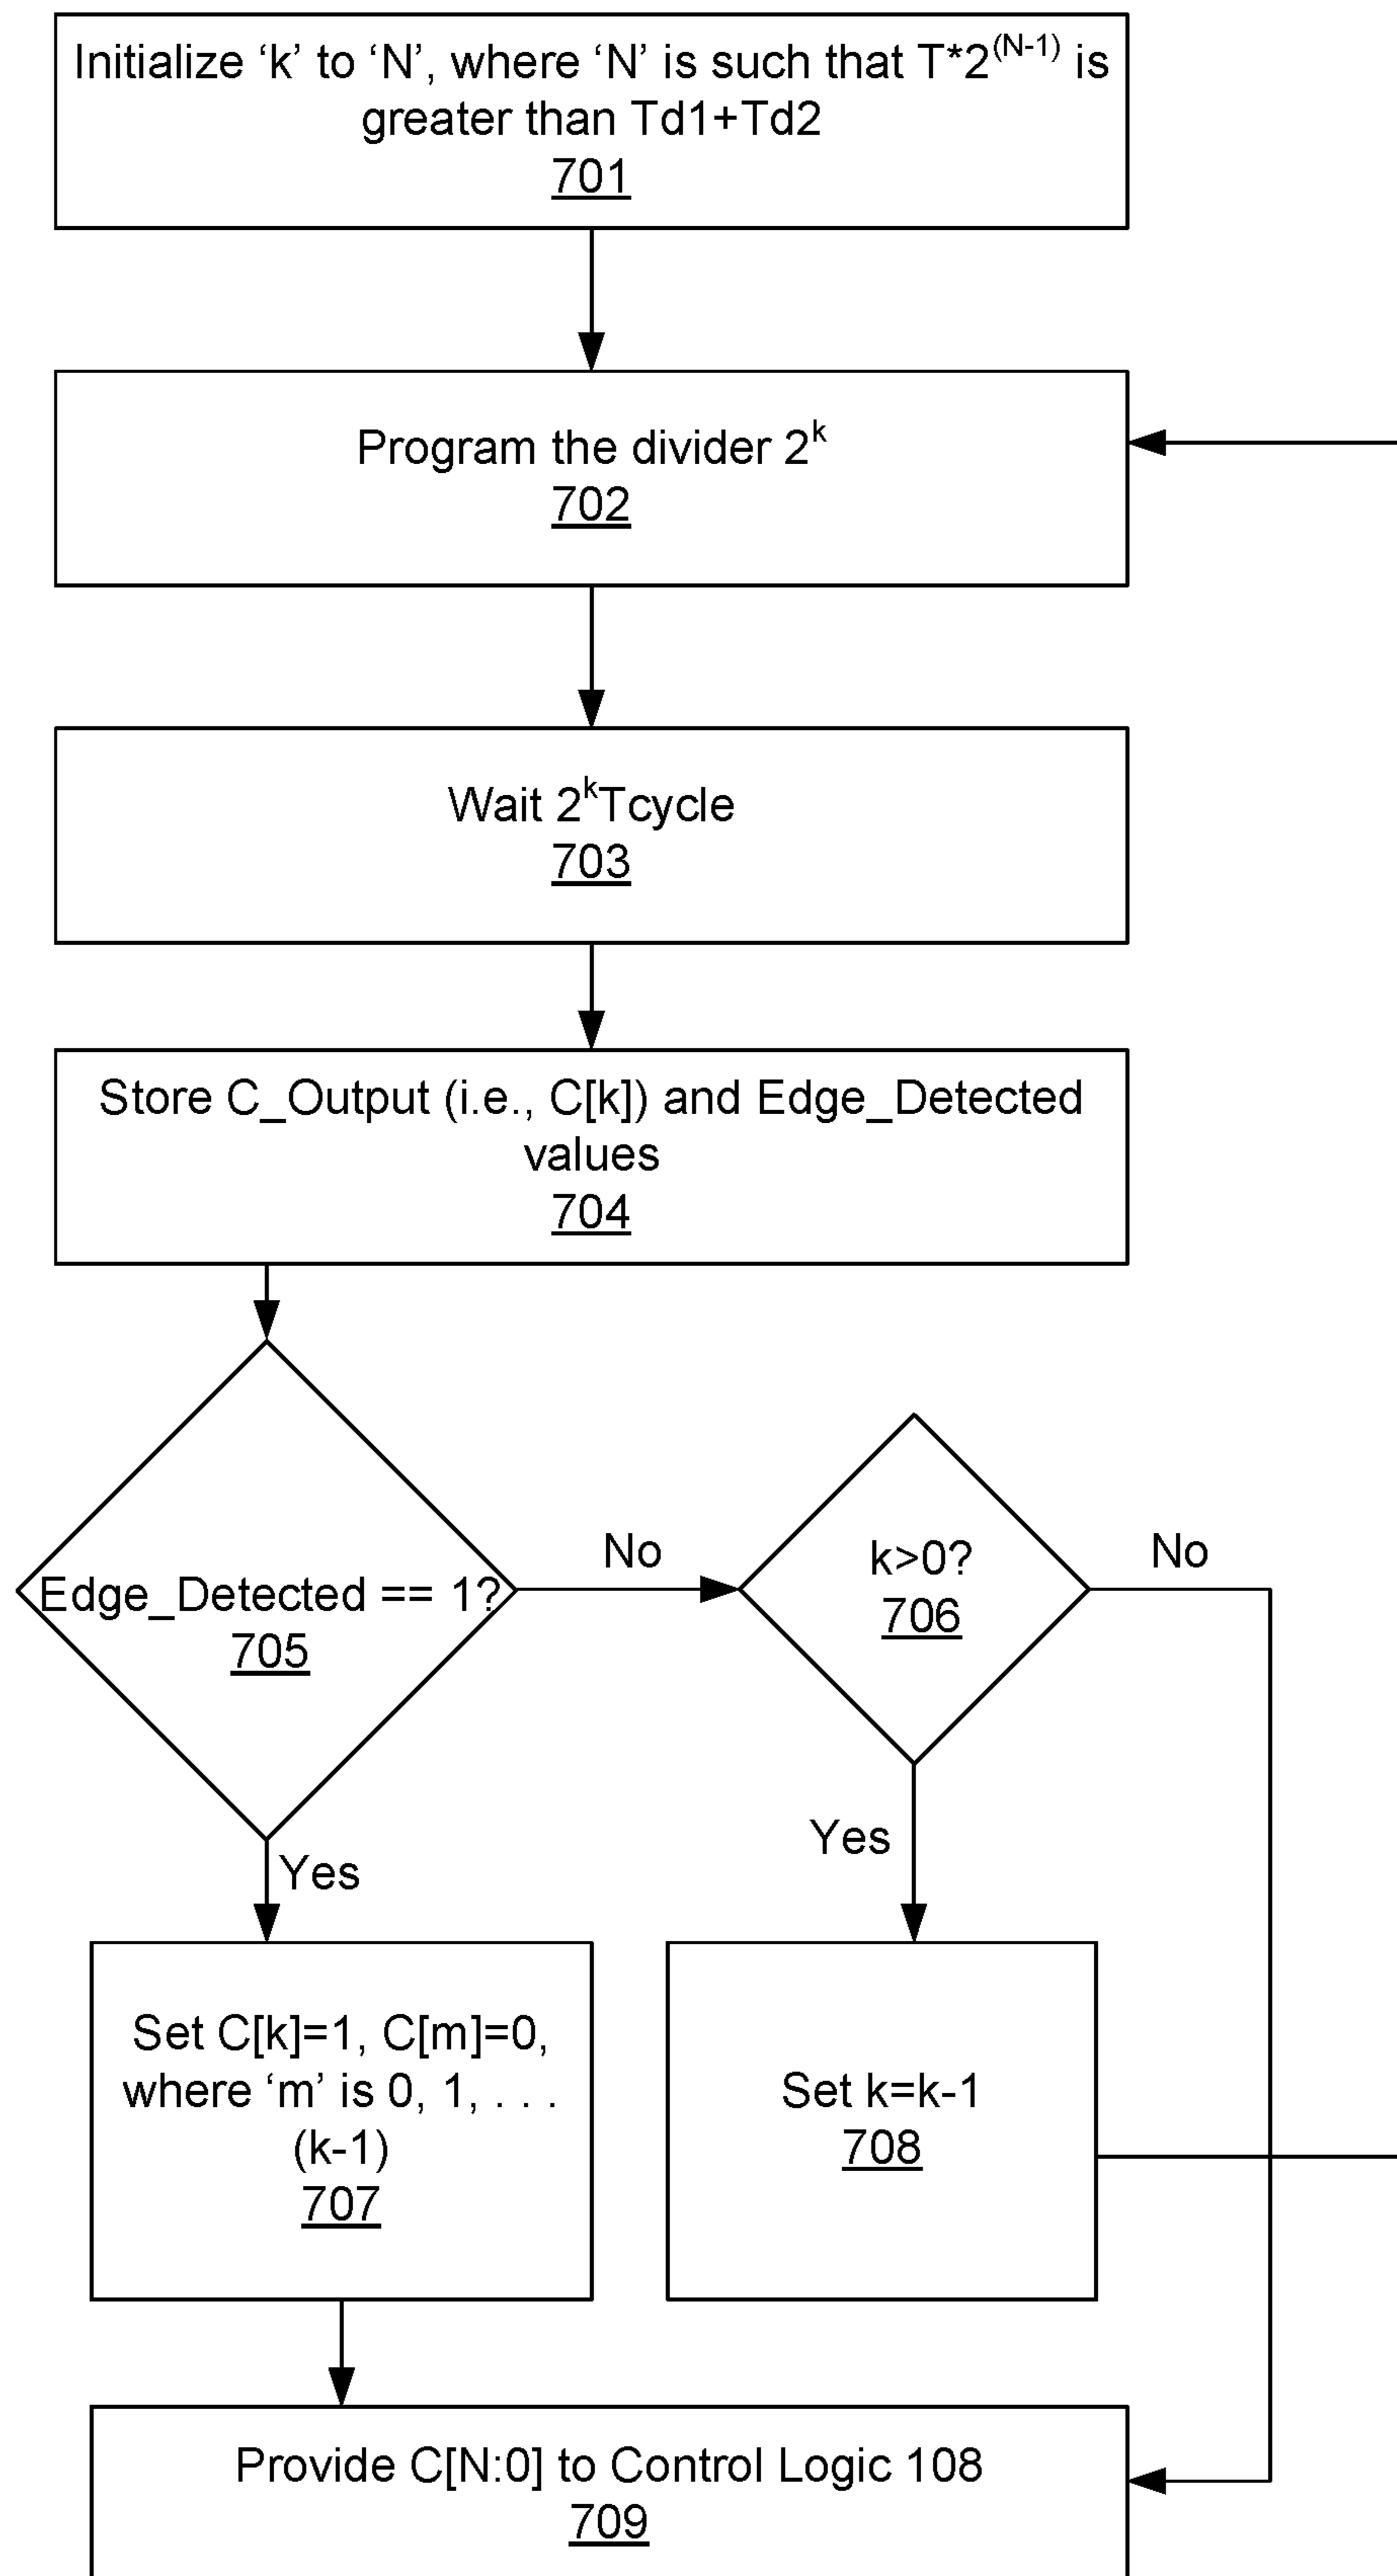 Initialize ‘k’ to ‘N’, where ‘N’ is such that T*2^(N-1) is
greater than Td1+Td2
701
Program the divider 2^k
702
Wait 2^kTcycle
703
Store C_Output (i.e., C[k]) and Edge_Detected
values
704
Edge_Detected == 1?
705
No
k>0?
706
No
Yes
Yes
Set C[k]=1, C[m]=0,
where ‘m’ is 0, 1, . . .
(k-1)
707
Set k=k-1
708
Provide C[N:0] to Control Logic 108
709